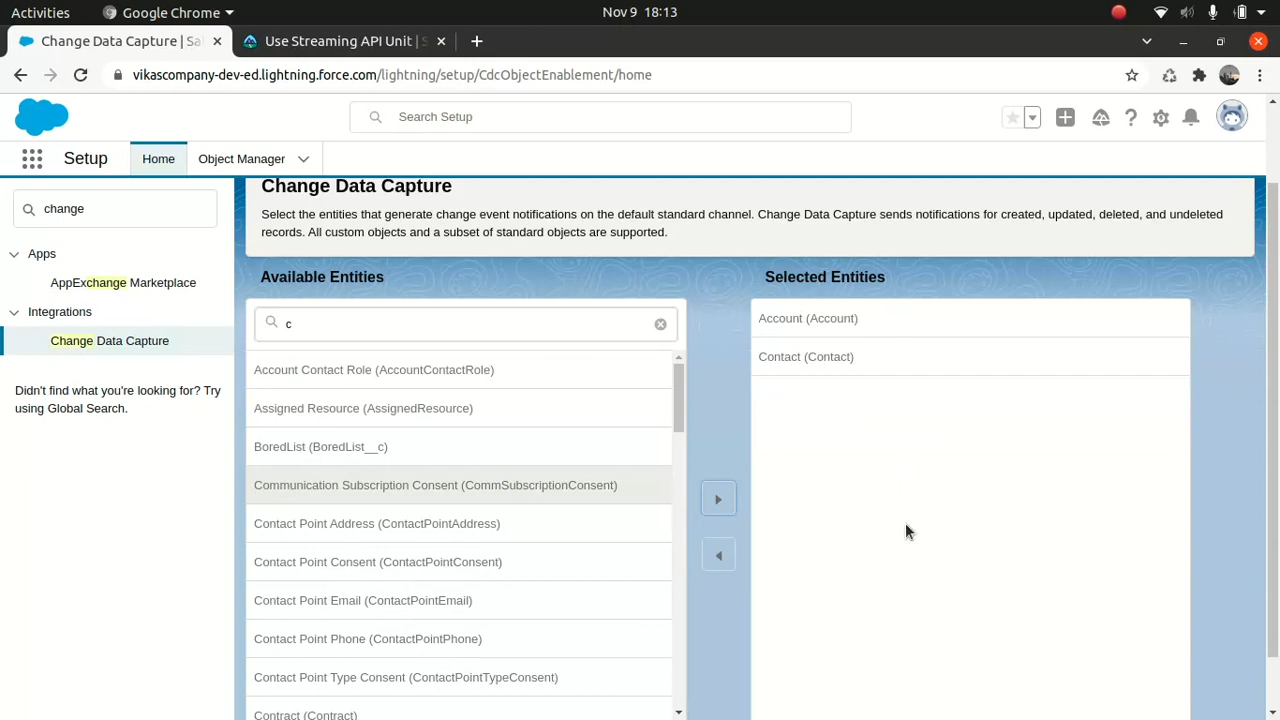 Activities
Google Chrome
Nov 9 18:13
Change Data Capture | Sa
Use Streaming API Unit | S
vikascompany-dev-ed.lightning.force.com/lightning/setup/CdcObjectEnablement/home
Search Setup
Setup
Home
Object Manager
change
Apps
AppExchange Marketplace
Integrations
Change Data Capture
Didn't find what you're looking for? Try
using Global Search.
Change Data Capture
Select the entities that generate change event notifications on the default standard channel. Change Data Capture sends notifications for created, updated, deleted, and undeleted
records. All custom objects and a subset of standard objects are supported.
Available Entities
c
Account Contact Role (AccountContactRole)
Assigned Resource (AssignedResource)
BoredList (BoredList__c)
Communication Subscription Consent (CommSubscriptionConsent)
Contact Point Address (ContactPointAddress)
Contact Point Consent (ContactPointConsent)
Contact Point Email (ContactPointEmail)
Contact Point Phone (ContactPointPhone)
Contact Point Type Consent (ContactPointTypeConsent)
Contract (Contract)
Selected Entities
Account (Account)
Contact (Contact)